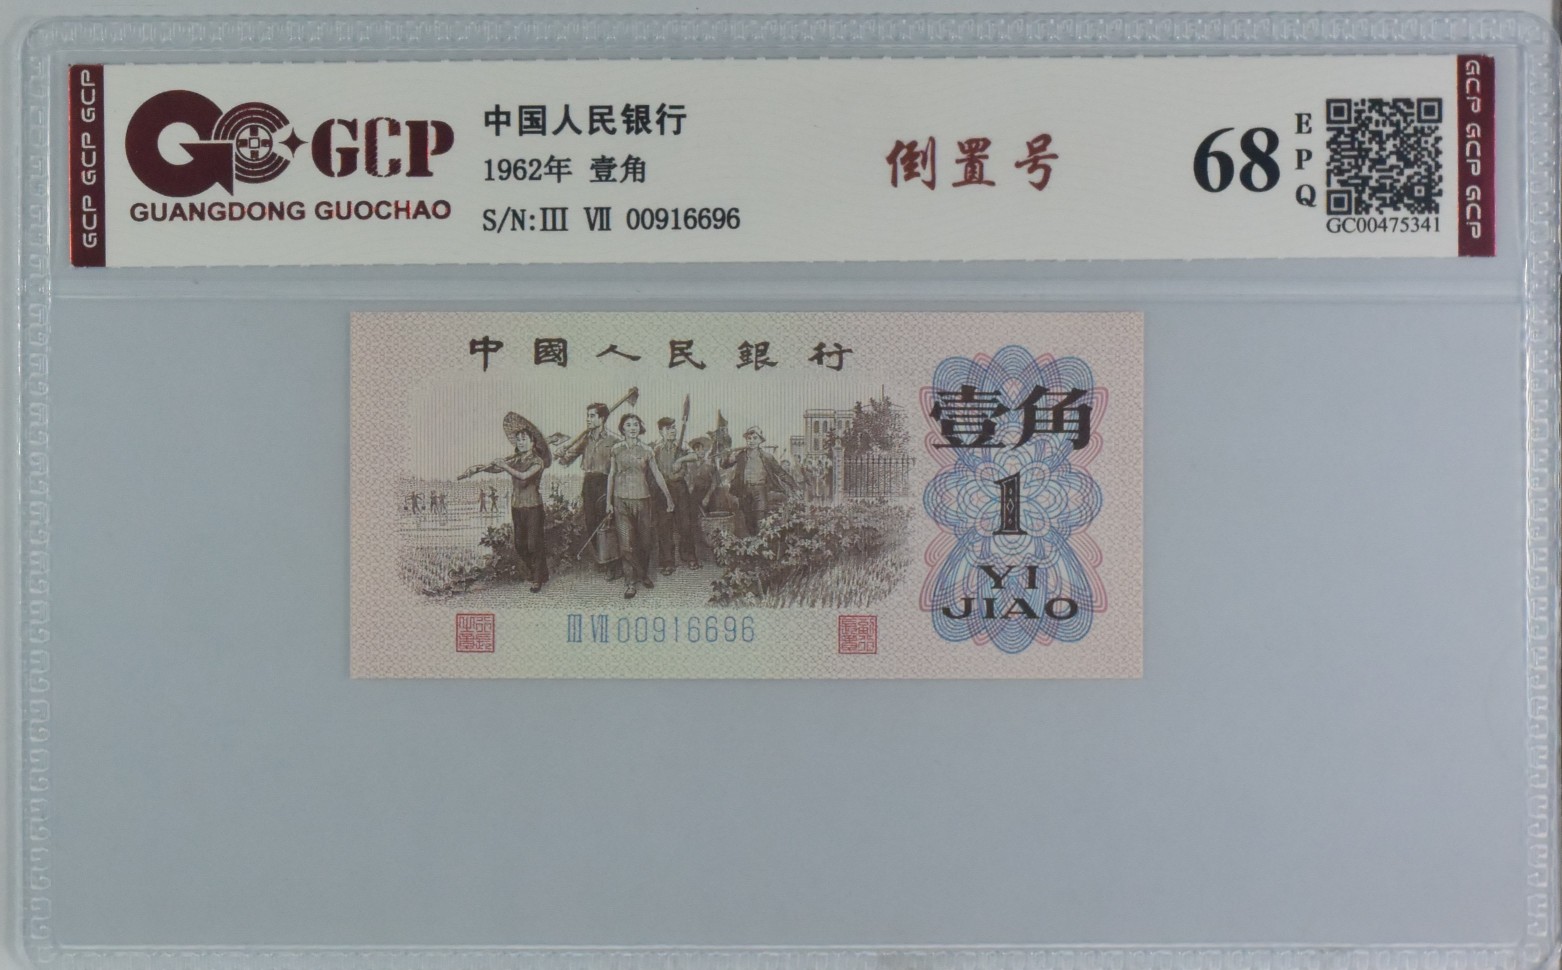 GCP GCP GCP
GCP
GUANGDONG GUOCHAO
中国人民银行
1962年 壹角
S/N:Ⅲ Ⅶ 00916696
倒置号
68
EPQ
GC00475341
GCP GCP GCP
中國人民銀行
壹角
1
YI
JIAO
Ⅲ Ⅶ 00916696